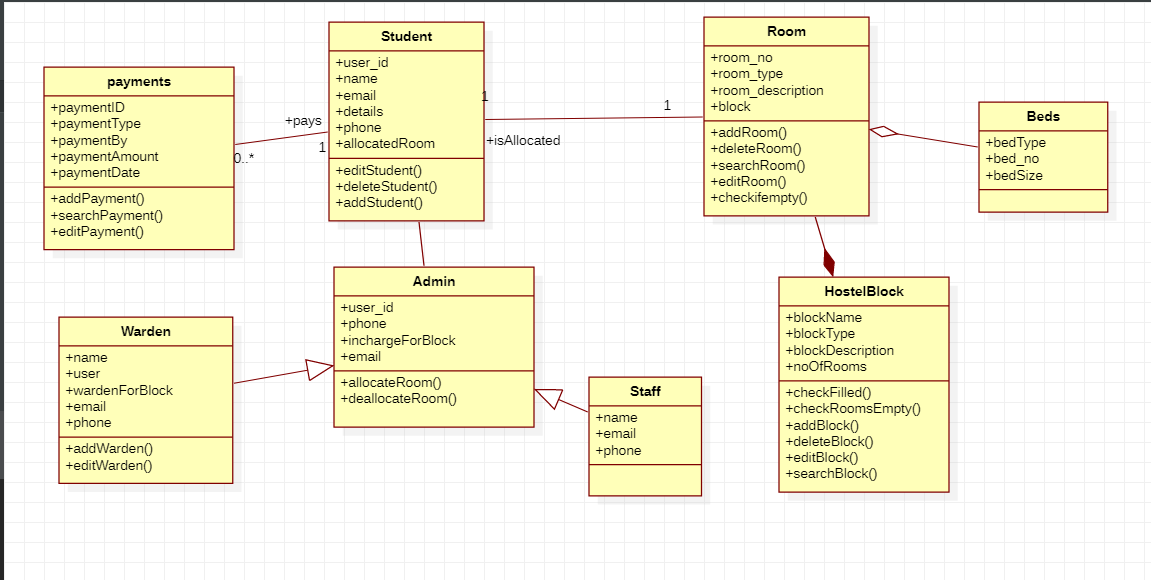 payments
+paymentID
+paymentType
+paymentBy
+paymentAmount
+paymentDate
+addPayment()
+searchPayment()
+editPayment()
+pays
0..*
1
Student
+user_id
+name
+email
+details
+phone
+allocatedRoom
+editStudent()
+deleteStudent()
+addStudent()
1
+isAllocated
1
Room
+room_no
+room_type
+room_description
+block
+addRoom()
+deleteRoom()
+searchRoom()
+editRoom()
+checkifempty()
Beds
+bedType
+bed_no
+bedSize
Warden
+name
+user
+wardenForBlock
+email
+phone
+addWarden()
+editWarden()
Admin
+user_id
+phone
+inchargeForBlock
+email
+allocateRoom()
+deallocateRoom()
Staff
+name
+email
+phone
HostelBlock
+blockName
+blockType
+blockDescription
+noOfRooms
+checkFilled()
+checkRoomsEmpty()
+addBlock()
+deleteBlock()
+editBlock()
+searchBlock()